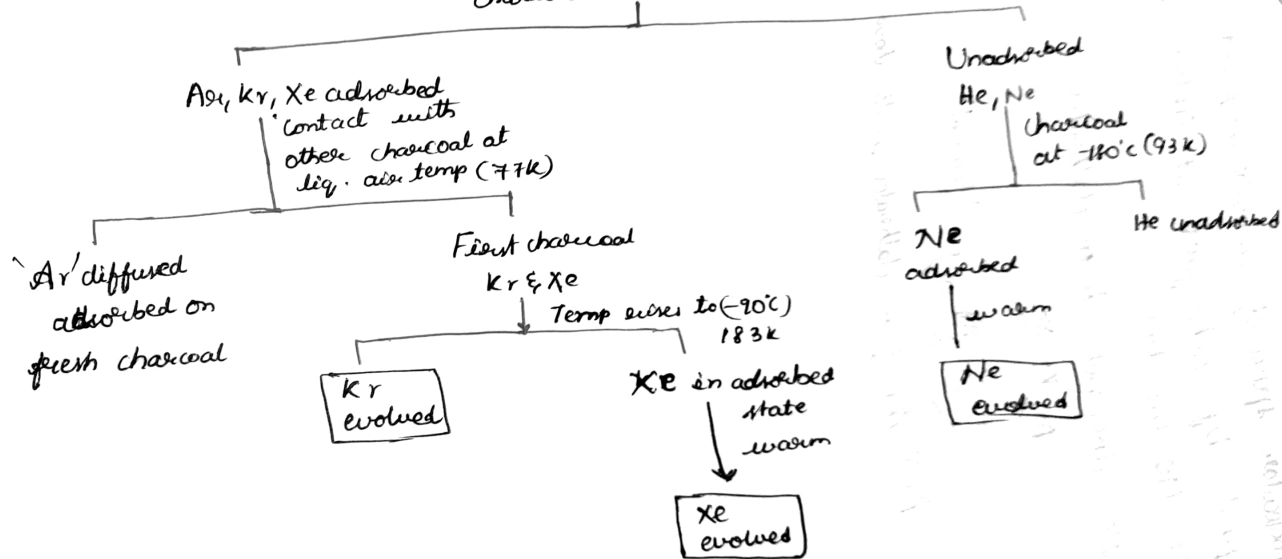 Unadsorbed
Ar, Kr, Xe adsorbed
He, Ne
contact with
other charcoal at
liq. air temp (77K)
charcoal
at -180°C (93K)
Ne
adsorbed
He unadsorbed
'Ar' diffused
adsorbed on
fresh charcoal
First charcoal
Kr & Xe
Temp rises to (-90°C)
183K
warm
Kr
evolved
Xe in adsorbed
state
warm
Ne
evolved
Xe
evolved